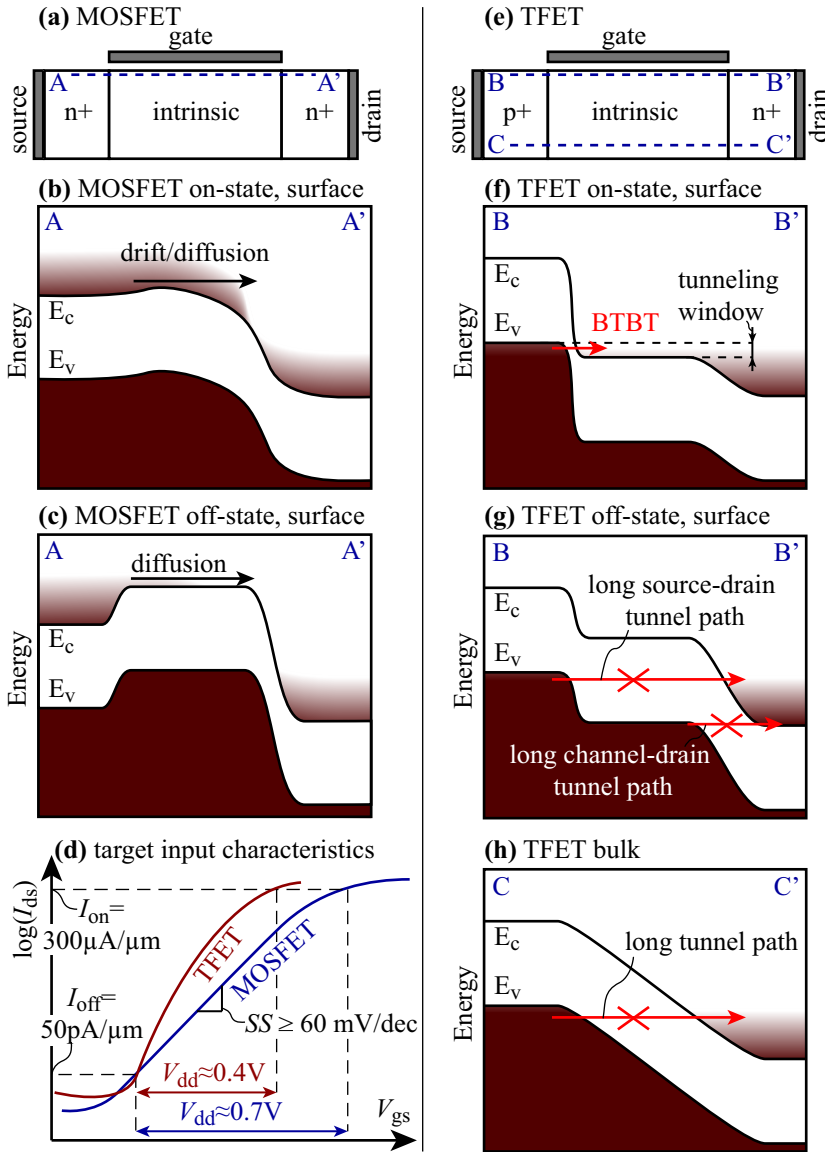 (a) MOSFET
gate
A A’
source
n+ intrinsic n+
drain
(b) MOSFET on-state, surface
A A’
drift/diffusion
Ec
Ev
Energy
(c) MOSFET off-state, surface
A A’
diffusion
Ec
Ev
Energy
(d) target input characteristics
log(Ids)
Ion=
300μA/μm
TFET
MOSFET
Ioff=
50pA/μm
SS ≥ 60 mV/dec
Vdd≈0.4V
Vgs
Vdd≈0.7V
(e) TFET
gate
B B’
source
p+ intrinsic n+
drain
C C’
(f) TFET on-state, surface
B B’
Ec
tunneling
window
Ev
BTBT
Energy
(g) TFET off-state, surface
B B’
long source-drain
tunnel path
Ec
Ev
Energy
long channel-drain
tunnel path
(h) TFET bulk
C C’
Ec
long tunnel path
Ev
Energy